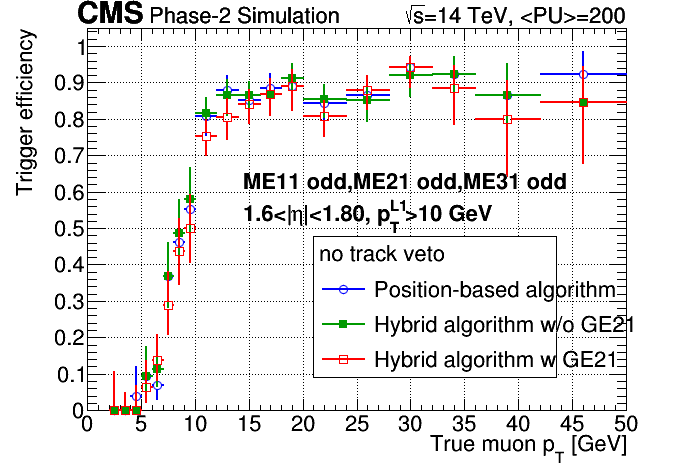 CMS Phase-2 Simulation √s=14 TeV, <PU>=200
Trigger efficiency
1
0.9
0.8
0.7
0.6
0.5
0.4
0.3
0.2
0.1
0
ME11 odd,ME21 odd,ME31 odd
1.6<|η|<1.80, p_T^L1>10 GeV
no track veto
Position-based algorithm
Hybrid algorithm w/o GE21
Hybrid algorithm w GE21
0 5 10 15 20 25 30 35 40 45 50
True muon p_T [GeV]